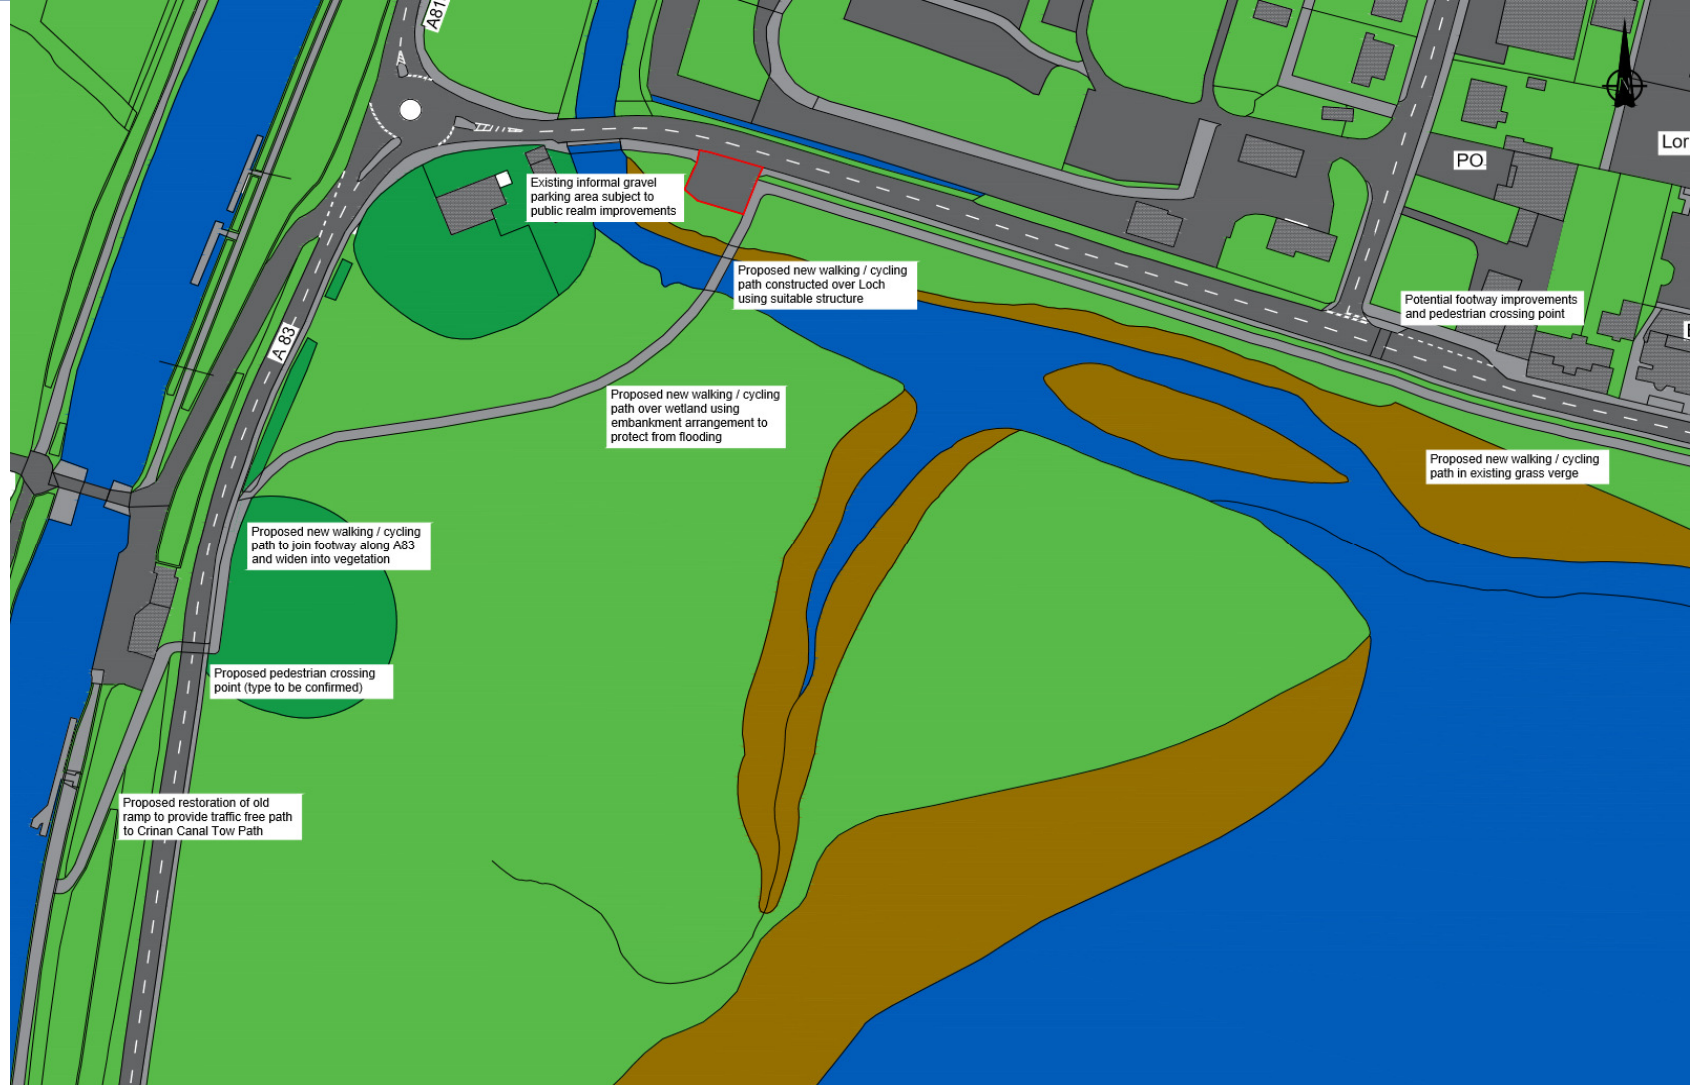 A81
PO
Lor
Existing informal gravel
parking area subject to
public realm improvements
Proposed new walking / cycling
path constructed over Loch
using suitable structure
Potential footway improvements
and pedestrian crossing point
A 83
Proposed new walking / cycling
path over wetland using
embankment arrangement to
protect from flooding
Proposed new walking / cycling
path in existing grass verge
Proposed new walking / cycling
path to join footway along A83
and widen into vegetation
Proposed pedestrian crossing
point (type to be confirmed)
Proposed restoration of old
ramp to provide traffic free path
to Crinan Canal Tow Path